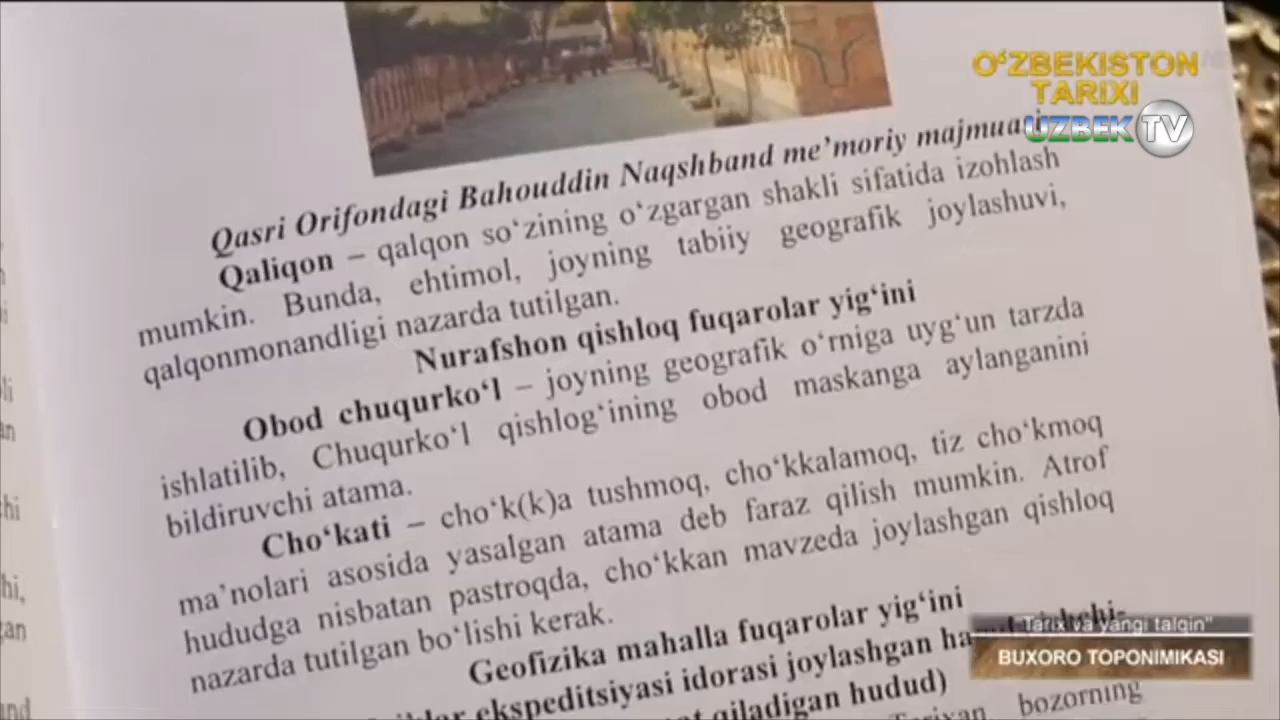 O‘ZBEKISTON
TARIXI
UZBEK TV
Qasri Orifondagi Bahouddin Naqshband me’moriy
Qaliqon – qalqon so‘zining o‘zgargan shakli sifatida izohlash
mumkin. Bunda, ehtimol, joyning tabiiy geografik joylashuvi,
qalqonmonandligi nazarda tutilgan.
Nurafshon qishloq fuqarolar yig‘ini
Obod chuqurko‘l – joyning geografik o‘rniga uyg‘un tarzda
ishlatilib, Chuqurko‘l qishlog‘ining obod maskanga aylanganini
bildiruvchi atama.
Cho‘kati – cho‘k(k)a tushmoq, cho‘kkalamoq, tiz cho‘kmoq
ma’nolari asosida yasalgan atama deb faraz qilish mumkin. Atrof
hududga nisbatan pastroqda, cho‘kkan mavzeda joylashgan qishloq
nazarda tutilgan bo‘lishi kerak.
Geofizika mahalla fuqarolar yig‘ini
ekspeditsiyasi idorasi joylashgan
qiladigan hudud)
bozorning
"Tarix va yangi talqin"
BUXORO TOPONIMIKASI